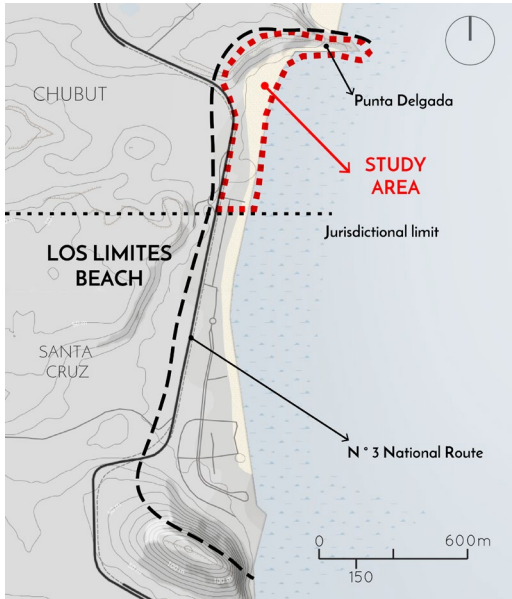 CHUBUT
Punta Delgada
STUDY
AREA
Jurisdictional limit
LOS LIMITES
BEACH
SANTA
CRUZ
N ° 3 National Route
0
600m
150